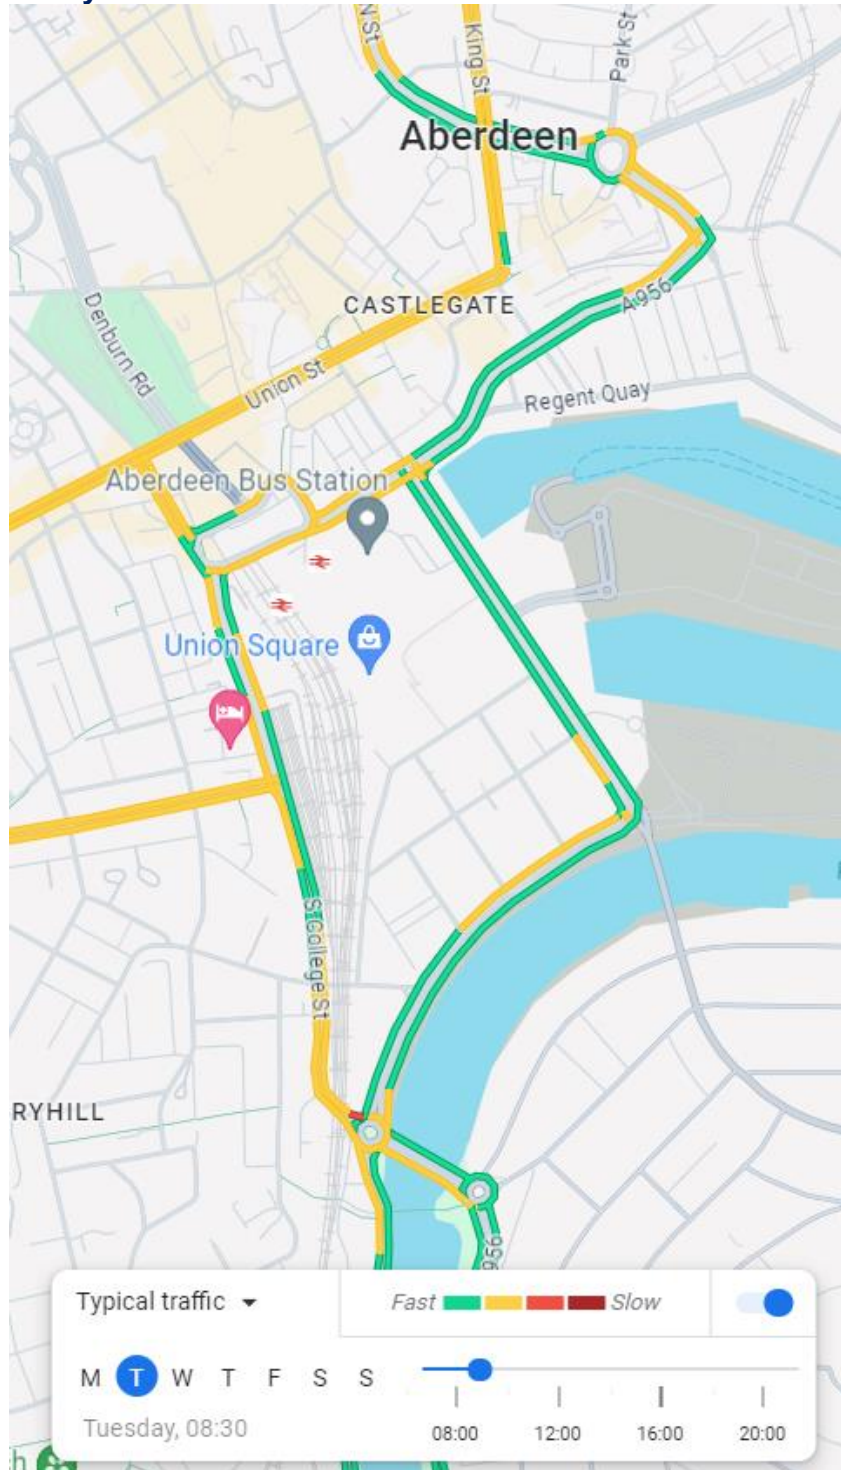 N St
King St
Park St
Aberdeen
CASTLEGATE
A956
Denburn Rd
Union St
Regent Quay
Aberdeen Bus Station
Union Square
S College St
RYHILL
956
Typical traffic
Fast
Slow
M T W T F S S
Tuesday, 08:30
08:00 12:00 16:00 20:00
h